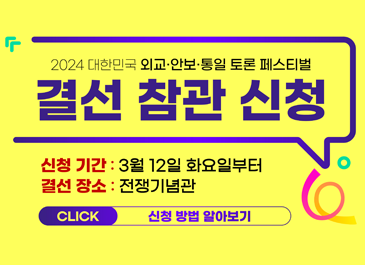 2024 대한민국 외교·안보·통일 토론 페스티벌
결선 참관 신청
신청 기간 : 3월 12일 화요일부터
결선 장소 : 전쟁기념관
CLICK 신청 방법 알아보기